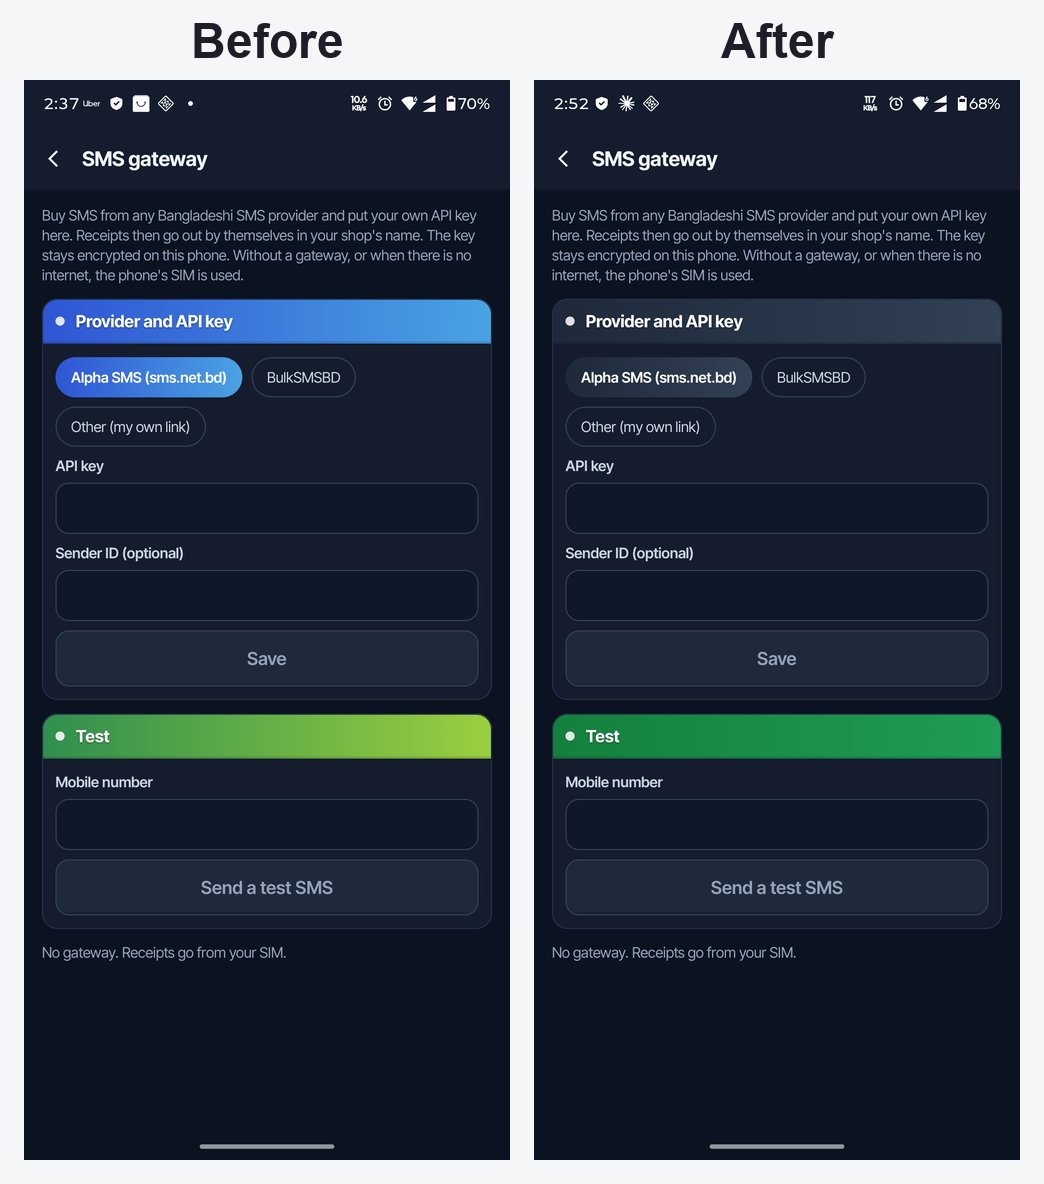 Before
2:37 Uber 10.6 KB/s 70%
SMS gateway
Buy SMS from any Bangladeshi SMS provider and put your own API key
here. Receipts then go out by themselves in your shop's name. The key
stays encrypted on this phone. Without a gateway, or when there is no
internet, the phone's SIM is used.
Provider and API key
Alpha SMS (sms.net.bd)
BulkSMSBD
Other (my own link)
API key
Sender ID (optional)
Save
Test
Mobile number
Send a test SMS
No gateway. Receipts go from your SIM.
After
2:52 117 KB/s 68%
SMS gateway
Buy SMS from any Bangladeshi SMS provider and put your own API key
here. Receipts then go out by themselves in your shop's name. The key
stays encrypted on this phone. Without a gateway, or when there is no
internet, the phone's SIM is used.
Provider and API key
Alpha SMS (sms.net.bd)
BulkSMSBD
Other (my own link)
API key
Sender ID (optional)
Save
Test
Mobile number
Send a test SMS
No gateway. Receipts go from your SIM.